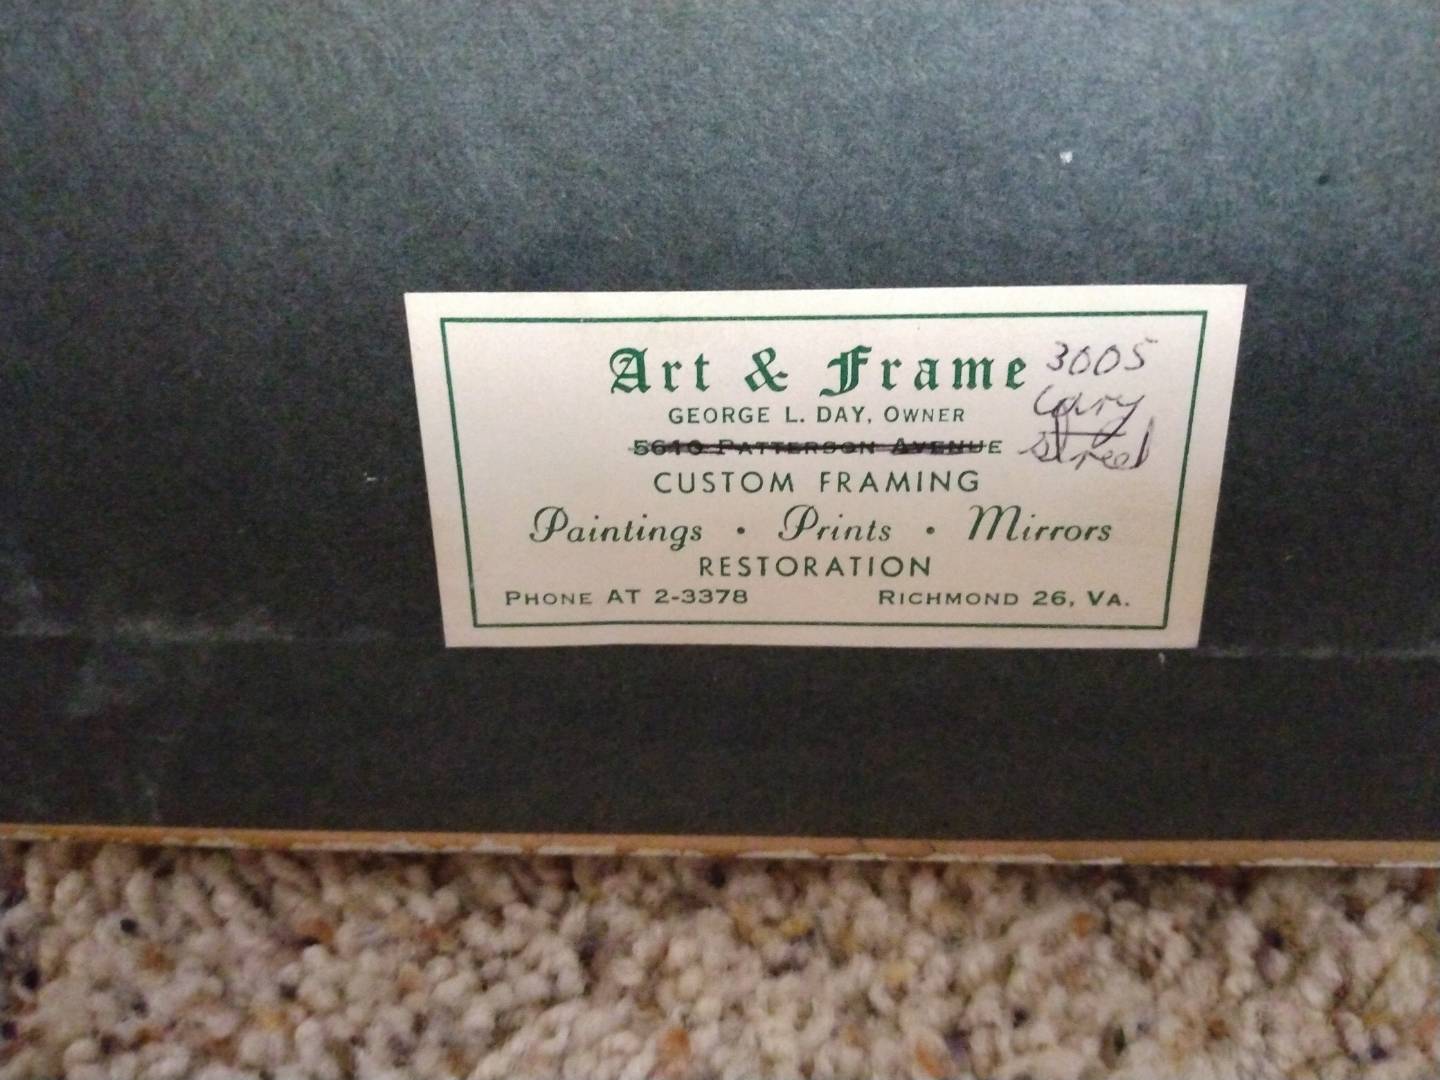 Art & Frame
3005
Cary
Street
GEORGE L. DAY, OWNER
5610 PATTERSON AVENUE
CUSTOM FRAMING
Paintings • Prints • Mirrors
RESTORATION
PHONE AT 2-3378
RICHMOND 26, VA.